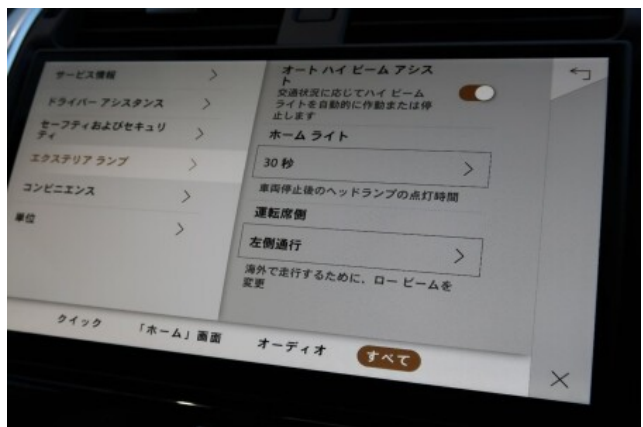 サービス情報
ドライバー アシスタンス
セーフティおよびセキュリ
ティ
エクステリア ランプ
コンビニエンス
単位
オート ハイ ビーム アシス
ト
交通状況に応じてハイ ビーム
ライトを自動的に作動または停
止します
ホーム ライト
30 秒
車両停止後のヘッドランプの点灯時間
運転席側
左側通行
海外で走行するために、ロー ビームを
変更
クイック
「ホーム」画面
オーディオ
すべて